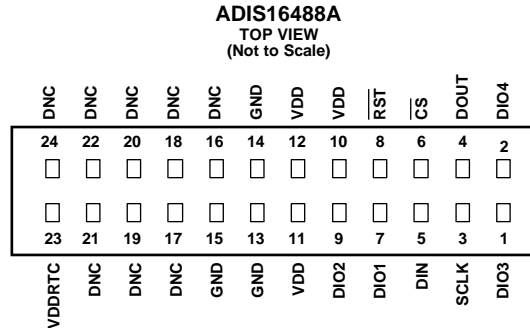 ADIS16488A
TOP VIEW
(Not to Scale)
DNC DNC DNC DNC DNC GND VDD VDD RST CS DOUT DIO4
24 22 20 18 16 14 12 10 8 6 4 2
23 21 19 17 15 13 11 9 7 5 3 1
VDDRTC DNC DNC DNC GND GND VDD DIO2 DIO1 DIN SCLK DIO3